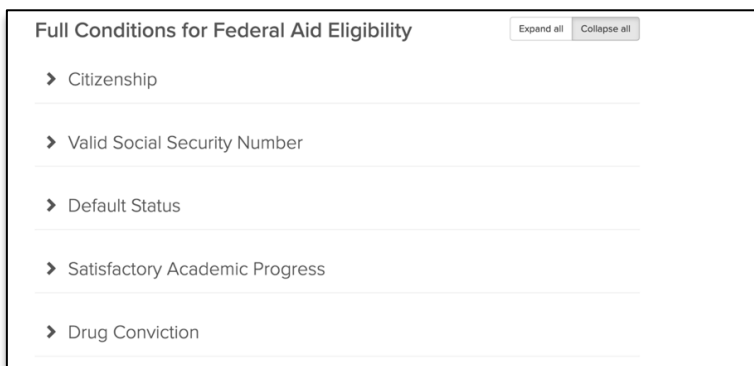 Full Conditions for Federal Aid Eligibility
Expand all
Collapse all
Citizenship
Valid Social Security Number
Default Status
Satisfactory Academic Progress
Drug Conviction